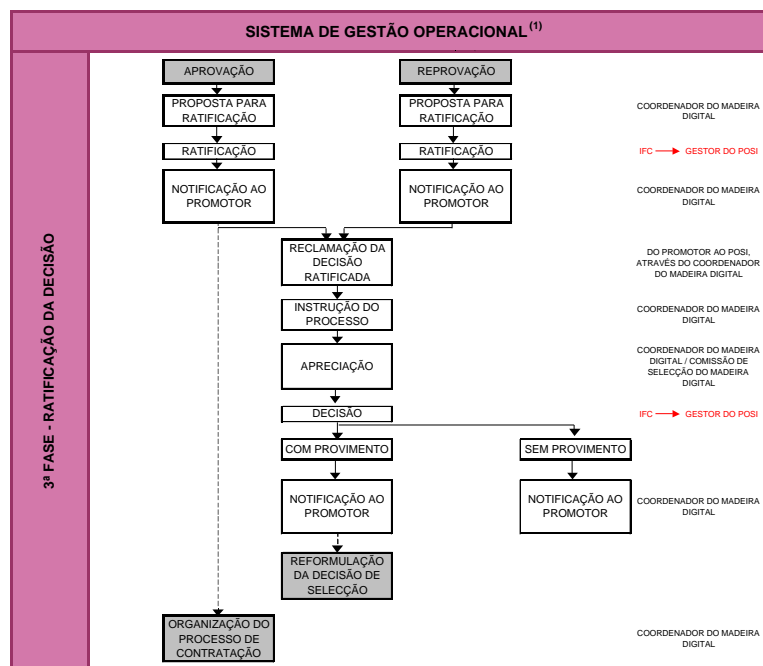 SISTEMA DE GESTÃO OPERACIONAL (1)
3ª FASE - RATIFICAÇÃO DA DECISÃO
APROVAÇÃO
REPROVAÇÃO
PROPOSTA PARA
RATIFICAÇÃO
PROPOSTA PARA
RATIFICAÇÃO
COORDENADOR DO MADEIRA
DIGITAL
RATIFICAÇÃO
RATIFICAÇÃO
IFC → GESTOR DO POSI
NOTIFICAÇÃO AO
PROMOTOR
NOTIFICAÇÃO AO
PROMOTOR
COORDENADOR DO MADEIRA
DIGITAL
RECLAMAÇÃO DA
DECISÃO
RATIFICADA
DO PROMOTOR AO POSI,
ATRAVÉS DO COORDENADOR
DO MADEIRA DIGITAL
INSTRUÇÃO DO
PROCESSO
COORDENADOR DO MADEIRA
DIGITAL
APRECIAÇÃO
COORDENADOR DO MADEIRA
DIGITAL / COMISSÃO DE
SELECÇÃO DO MADEIRA
DIGITAL
DECISÃO
IFC → GESTOR DO POSI
COM PROVIMENTO
SEM PROVIMENTO
NOTIFICAÇÃO AO
PROMOTOR
NOTIFICAÇÃO AO
PROMOTOR
COORDENADOR DO MADEIRA
DIGITAL
REFORMULAÇÃO
DA DECISÃO DE
SELECÇÃO
ORGANIZAÇÃO DO
PROCESSO DE
CONTRATAÇÃO
COORDENADOR DO MADEIRA
DIGITAL